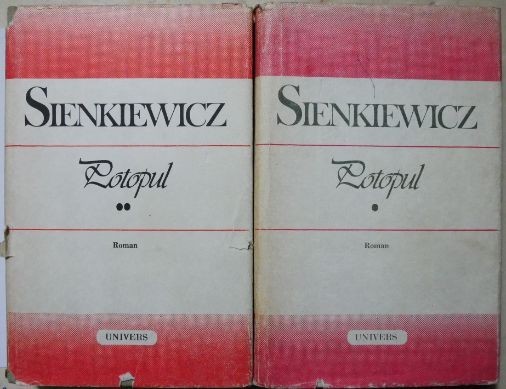 SIENKIEWICZ
Potopul
••
Roman
UNIVERS
SIENKIEWICZ
Potopul
•
Roman
UNIVERS